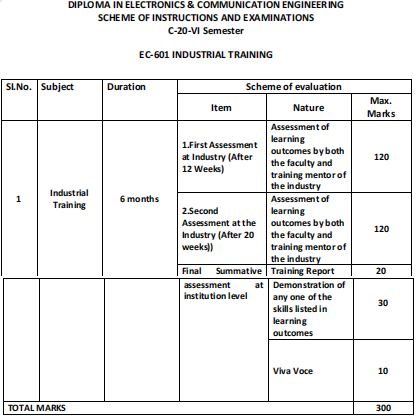 DIPLOMA IN ELECTRONICS & COMMUNICATION ENGINEERING
SCHEME OF INSTRUCTIONS AND EXAMINATIONS
C-20-VI Semester
EC-601 INDUSTRIAL TRAINING
Sl.No. Subject Duration Scheme of evaluation
Item Nature Max.
Marks
1 Industrial
Training
6 months
1.First Assessment
at Industry (After
12 Weeks)
Assessment of
learning
outcomes by both
the faculty and
training mentor of
the industry
120
2.Second
Assessment at the
Industry (After 20
weeks))
Assessment of
learning
outcomes by both
the faculty and
training mentor of
the industry
120
Final Summative Training Report 20
assessment at
institution level
Demonstration of
any one of the
skills listed in
learning
outcomes
30
Viva Voce 10
TOTAL MARKS 300